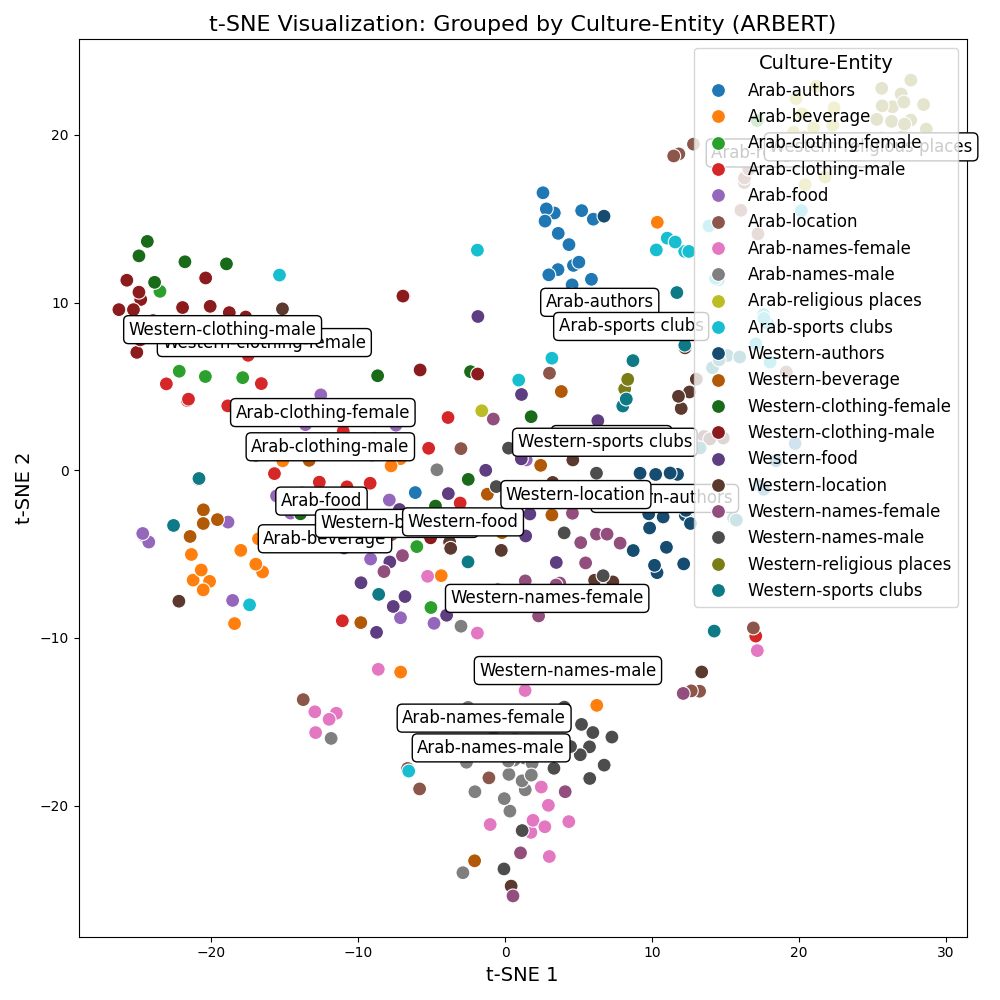 t-SNE Visualization: Grouped by Culture-Entity (ARBERT)
Culture-Entity
Arab-authors
Arab-beverage
Arab-clothing-female
Arab-clothing-male
Arab-food
Arab-location
Arab-names-female
Arab-names-male
Arab-religious places
Arab-sports clubs
Western-authors
Western-beverage
Western-clothing-female
Western-clothing-male
Western-food
Western-location
Western-names-female
Western-names-male
Western-religious places
Western-sports clubs
Western-religious places
Arab-authors
Arab-sports clubs
Western-clothing-male
Western-clothing-female
Arab-clothing-female
Arab-clothing-male
Western-sports clubs
Arab-food
Western-location
Western-food
Arab-beverage
Western-names-female
Western-names-male
Arab-names-female
Arab-names-male
20
10
0
−10
−20
t-SNE 2
−20
−10
0
10
20
30
t-SNE 1